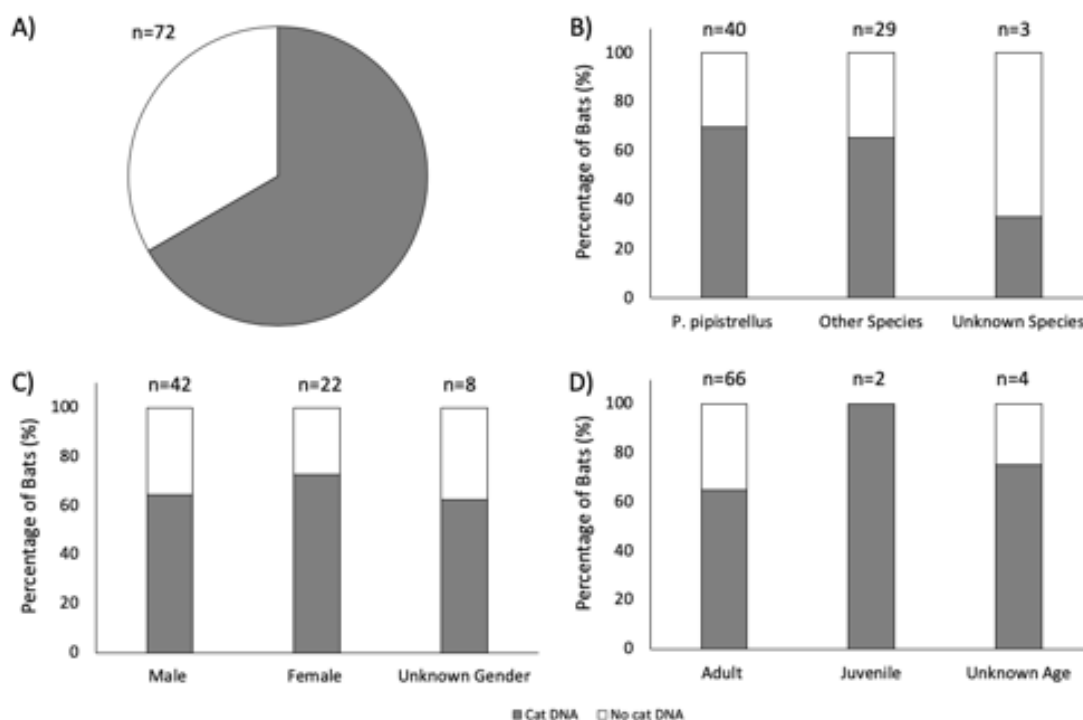 A)
n=72
B)
n=40 n=29 n=3
100
80
60
40
20
0
Percentage of Bats (%)
P. pipistrellus Other Species Unknown Species
C)
n=42 n=22 n=8
100
80
60
40
20
0
Percentage of Bats (%)
Male Female Unknown Gender
D)
n=66 n=2 n=4
100
80
60
40
20
0
Percentage of Bats (%)
Adult Juvenile Unknown Age
Cat DNA No cat DNA